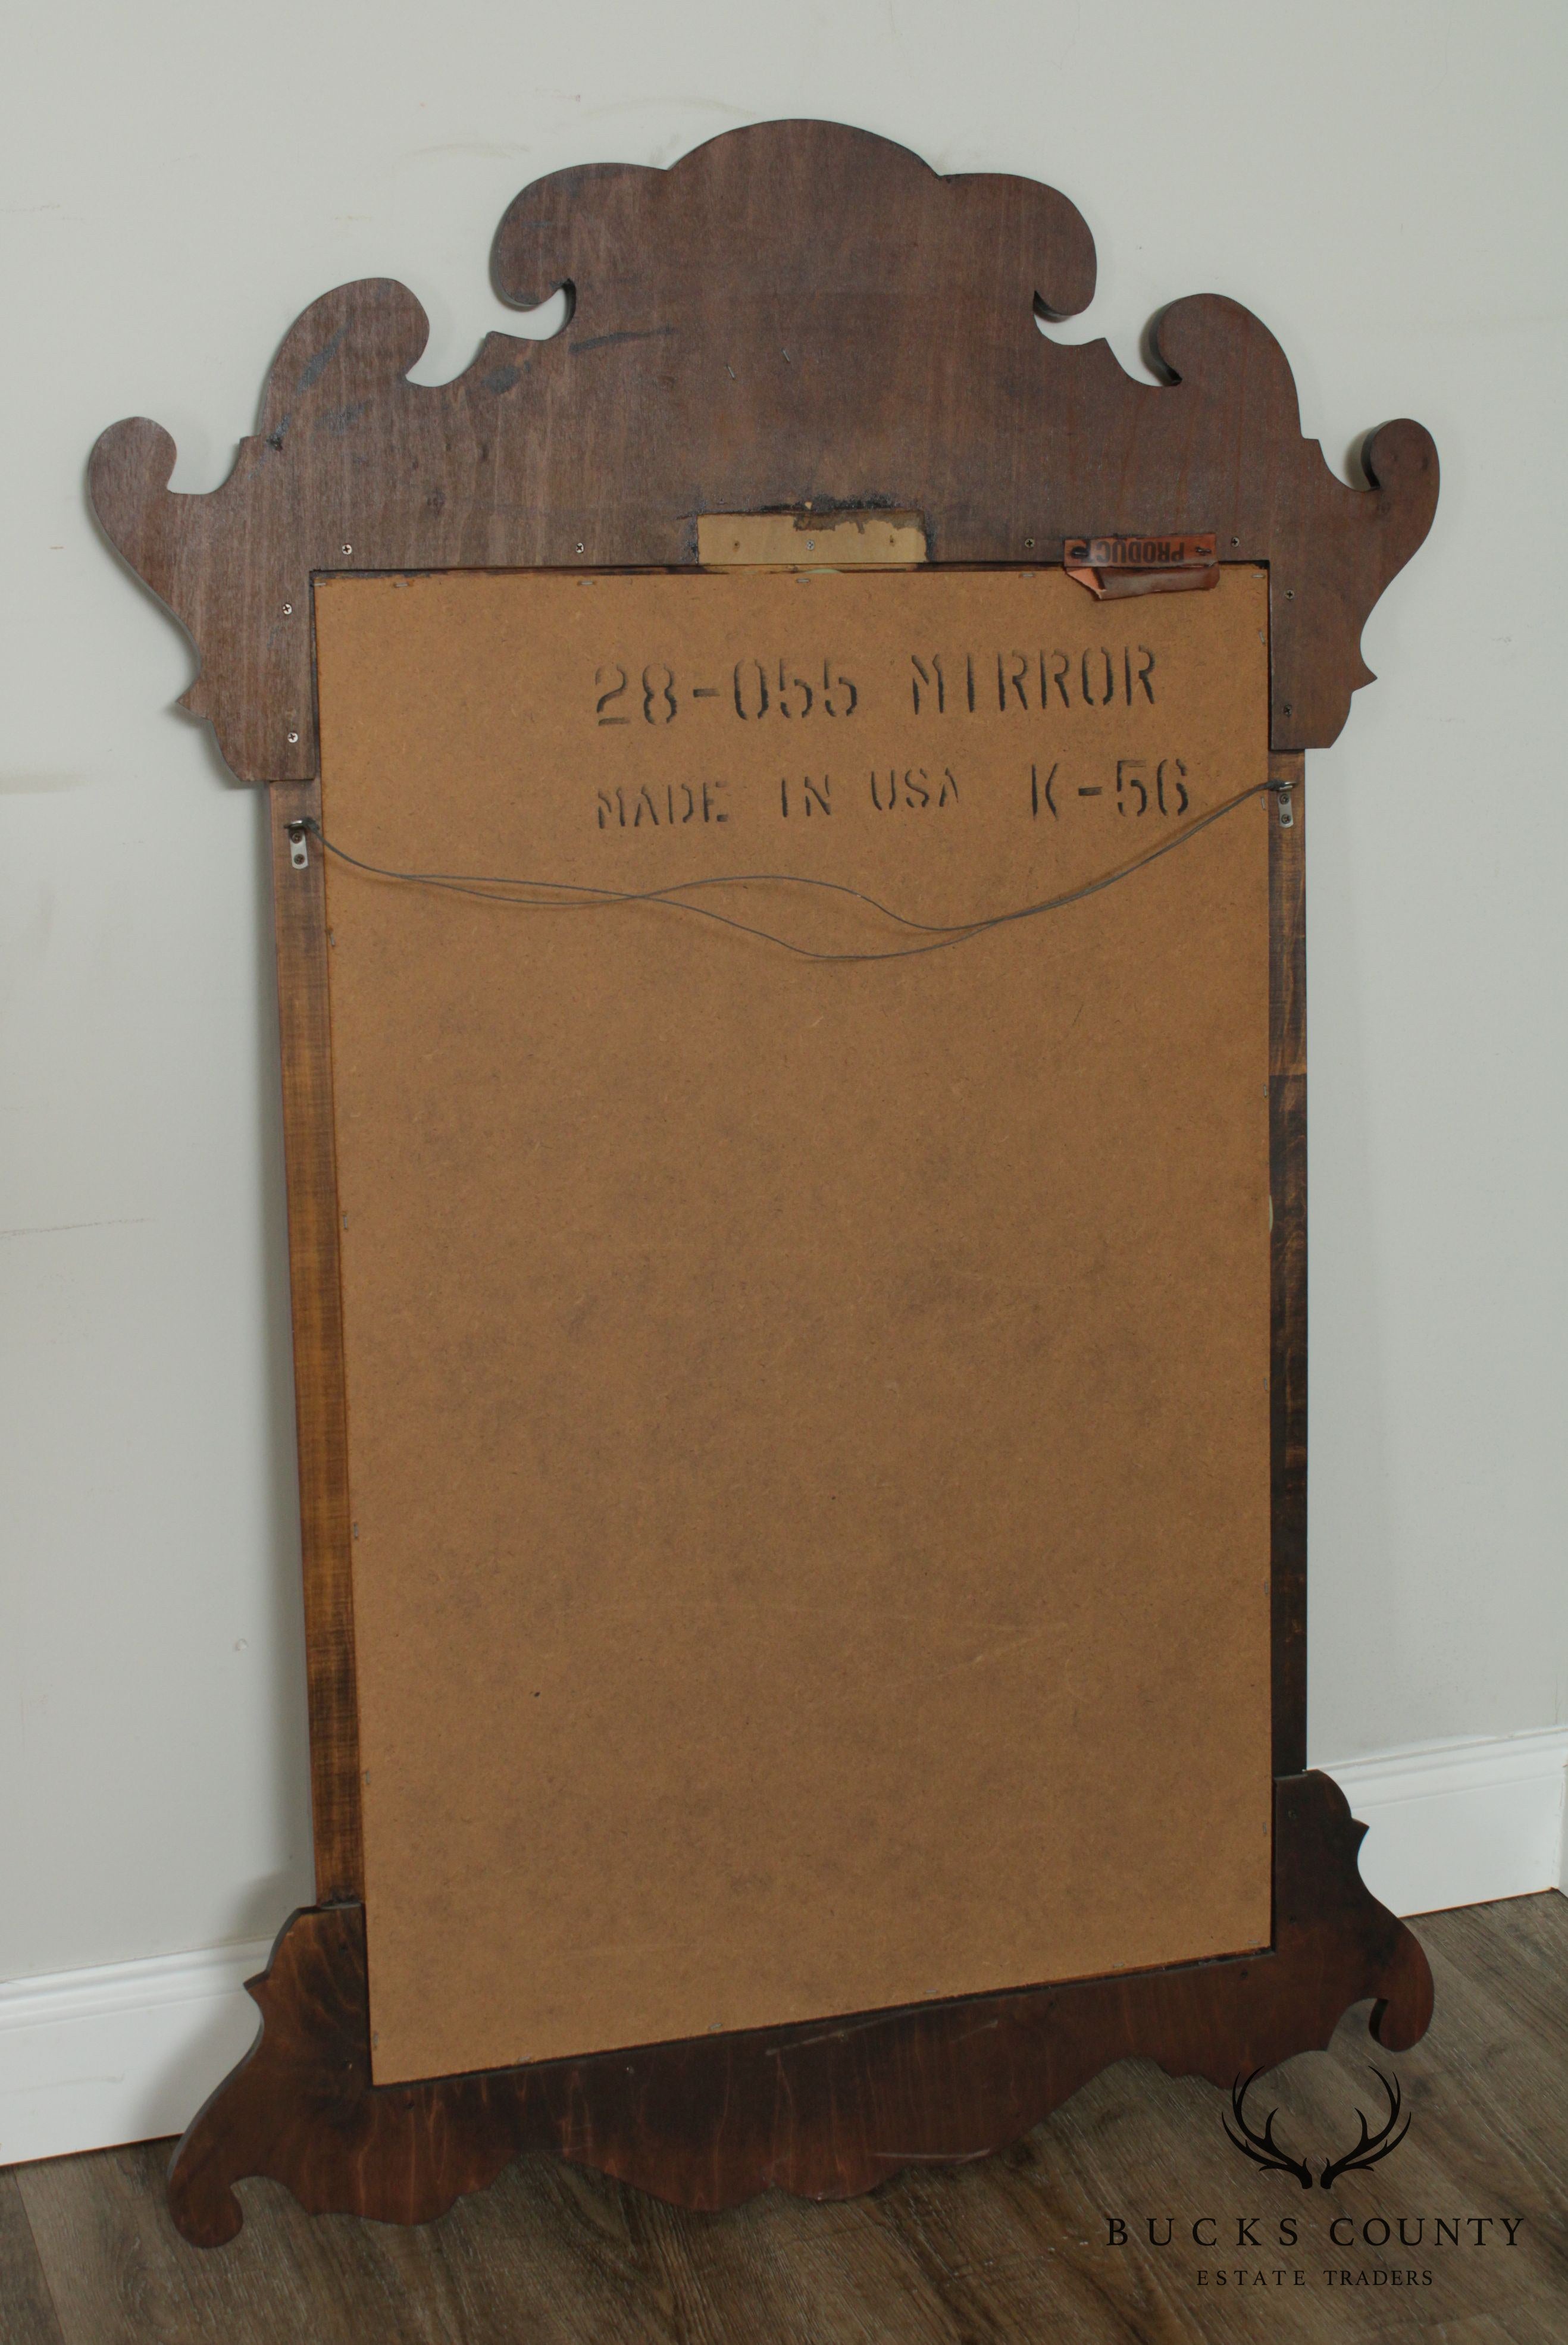 PRODUC
28-055 MIRROR
MADE IN USA K-56
BUCKS COUNTY
ESTATE TRADERS